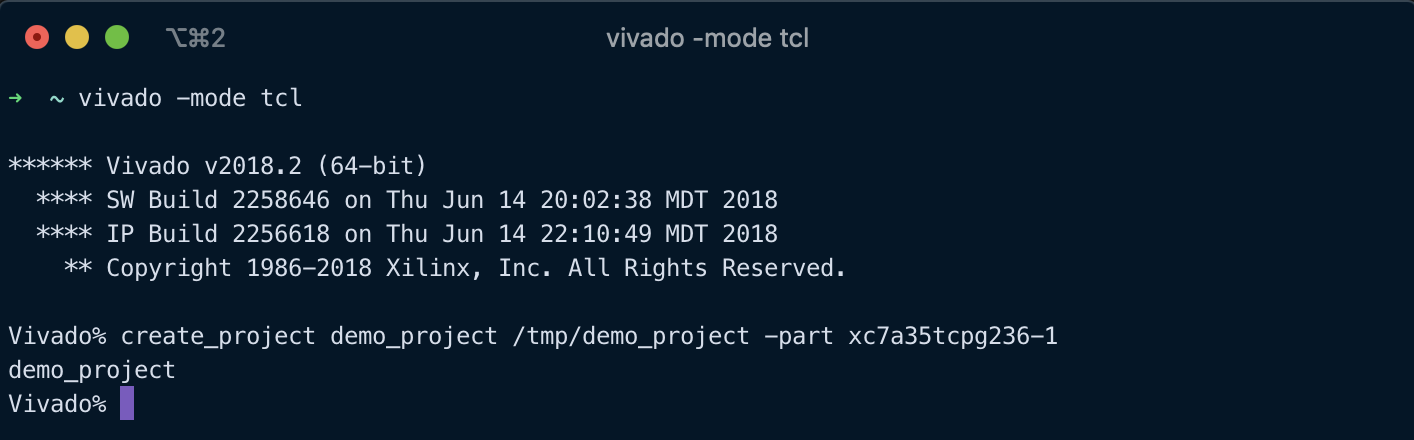 ⌥⌘2
vivado -mode tcl
➜  ~ vivado -mode tcl
****** Vivado v2018.2 (64-bit)
  **** SW Build 2258646 on Thu Jun 14 20:02:38 MDT 2018
  **** IP Build 2256618 on Thu Jun 14 22:10:49 MDT 2018
    ** Copyright 1986-2018 Xilinx, Inc. All Rights Reserved.
Vivado% create_project demo_project /tmp/demo_project -part xc7a35tcpg236-1
demo_project
Vivado%